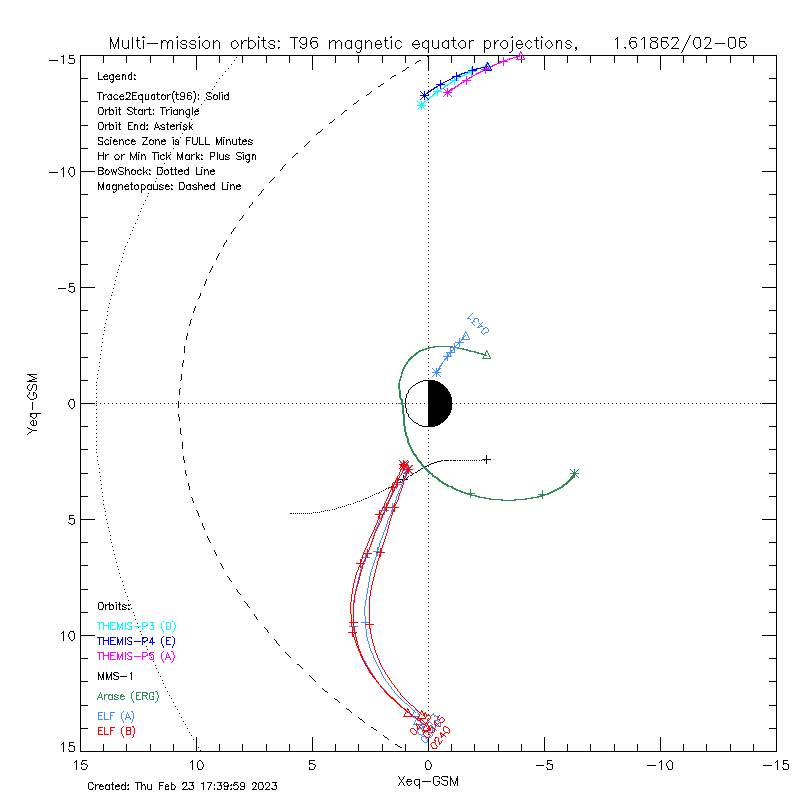 Multi-mission orbits: T96 magnetic equator projections, 1.61862/02-06
Legend:
Trace2Equator(t96): Solid
Orbit Start: Triangle
Orbit End: Asterisk
Science Zone is FULL Minutes
Hr or Min Tick Mark: Plus Sign
BowShock: Dotted Line
Magnetopause: Dashed Line
-15
-10
-5
0
5
10
15
Yeq-GSM
0431
Orbits:
THEMIS-P3 (D)
THEMIS-P4 (E)
THEMIS-P5 (A)
MMS-1
Arase (ERG)
ELF (A)
ELF (B)
0240
15
10
5
0
-5
-10
-15
Xeq-GSM
Created: Thu Feb 23 17:39:59 2023